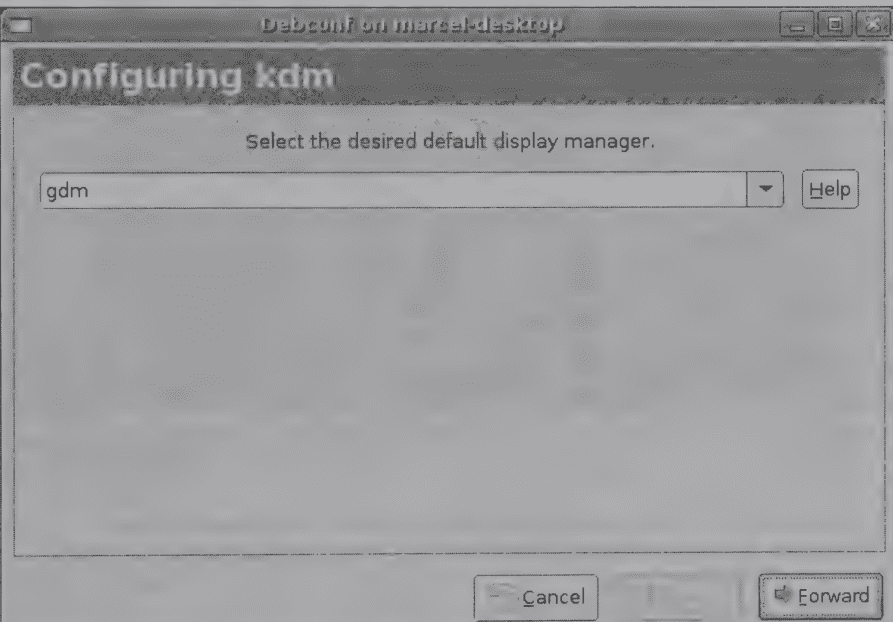 Debconf on marcel-desktop
Configuring kdm
Select the desired default display manager.
gdm
Help
Cancel
Forward